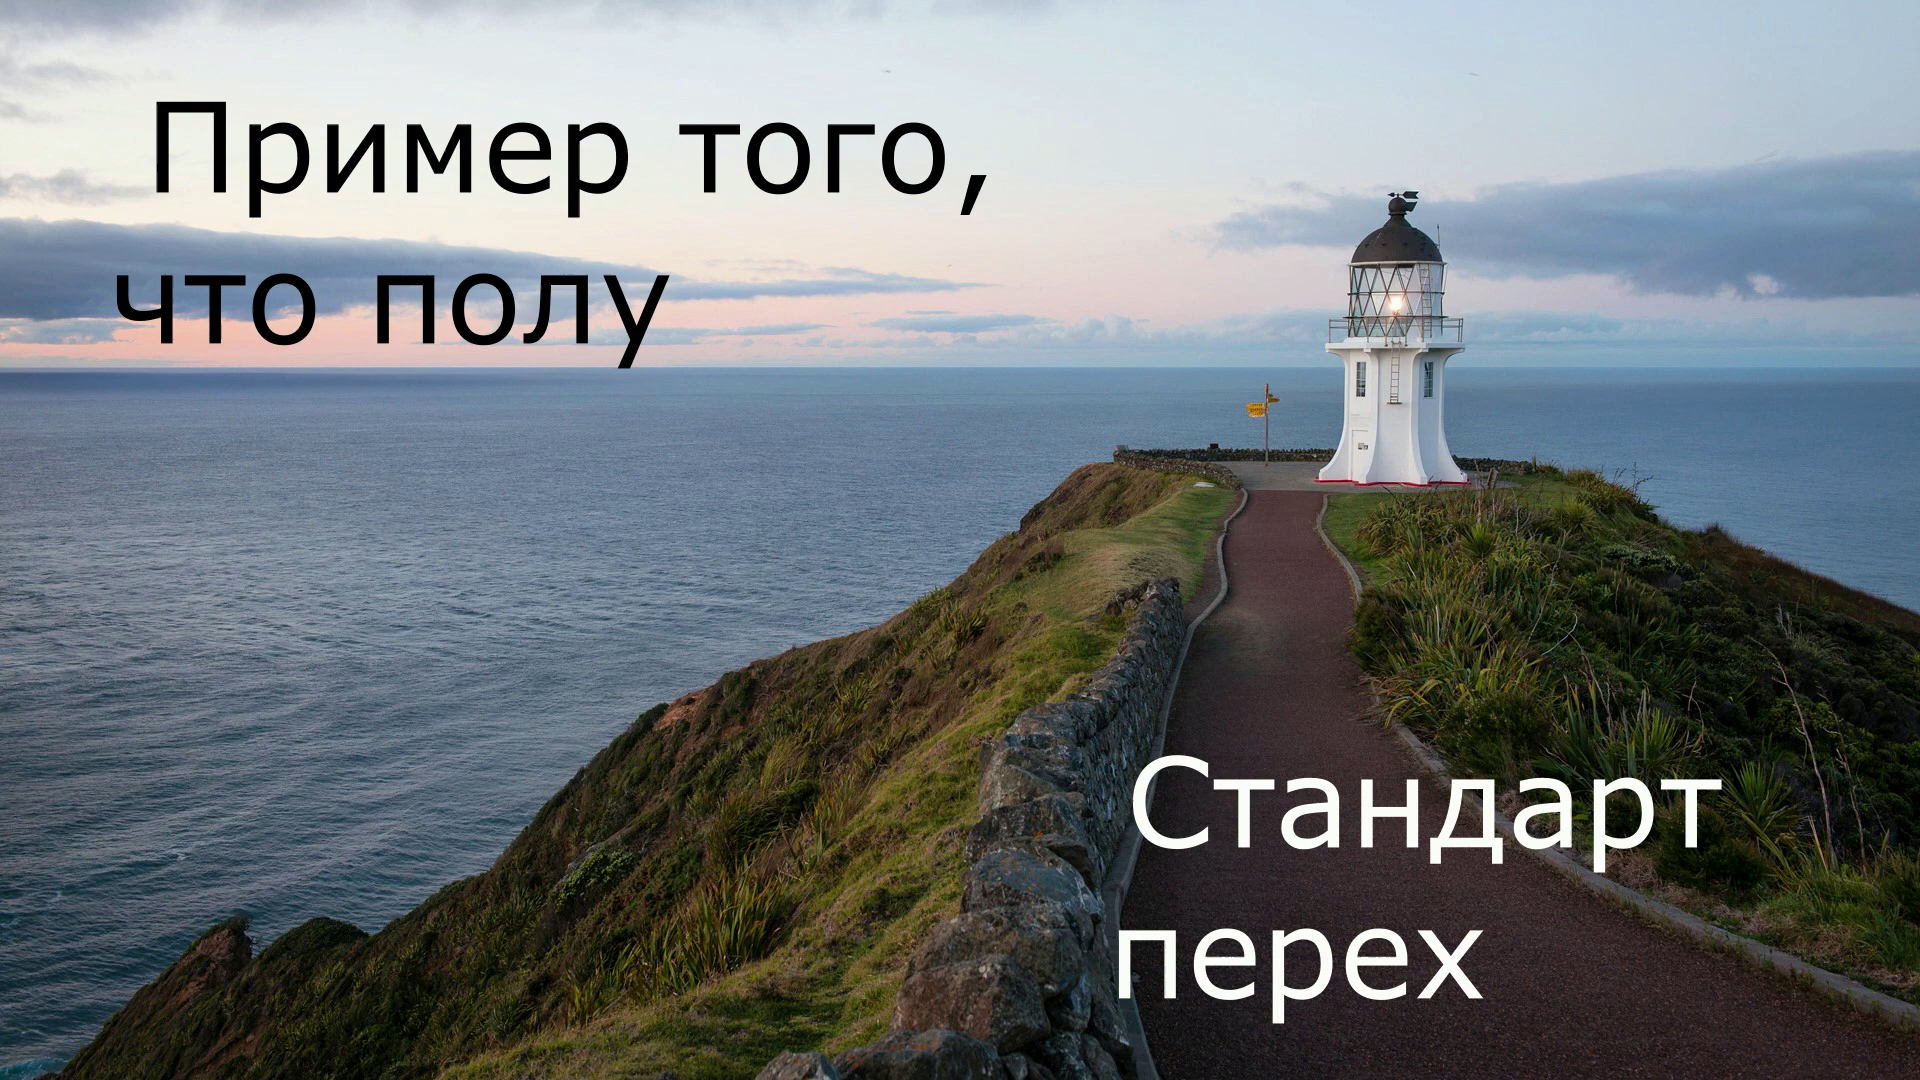 Пример того,
что полу
Стандарт
перех